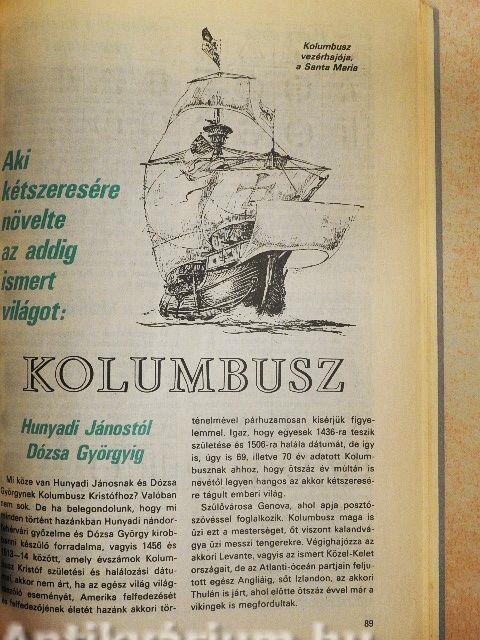 Kolumbusz
vezérhajója,
a Santa Maria
Aki
kétszeresére
növelte
az addig
ismert
világot:
KOLUMBUSZ
Hunyadi Jánostól
Dózsa Györgyig
Mi köze van Hunyadi Jánosnak és Dózsa
Györgynek Kolumbusz Kristófhoz? Valóban
nem sok. De ha belegondolunk, hogy mi
minden történt hazánkban Hunyadi nándor-
fehérvári győzelme és Dózsa György kirob-
banni készülő forradalma, vagyis 1456 és
1513–14 között, amely évszámok Kolum-
busz Kristóf születési és halálozási dátu-
mai, akkor nem árt, ha az egész világ világ-
raszóló eseményét, Amerika felfedezését
és felfedezőjének életét hazánk akkori tör-
ténelmével párhuzamosan kísérjük figye-
lemmel. Igaz, hogy egyesek 1436-ra teszik
születése és 1506-ra halála dátumát, de így
is, úgy is 69, illetve 70 év adatott Kolum-
busznak ahhoz, hogy ötszáz év múltán is
nevétől legyen hangos az akkor kétszeresé-
re tágult emberi világ.
Szülővárosa Genova, ahol apja posztó-
szövéssel foglalkozik. Kolumbusz maga is
űzi ezt a mesterséget, őt viszont kalandvá-
gya űzi messzi tengerekre. Végighajózza az
akkori Levante, vagyis az ismert Közel-Kelet
országait, de az Atlanti-óceán partjain felju-
tott egész Angliáig, sőt Izlandon, az akkori
Thulén is járt, ahol előtte ötszáz évvel már a
vikingek is megfordultak.
89
Antikvárium.hu